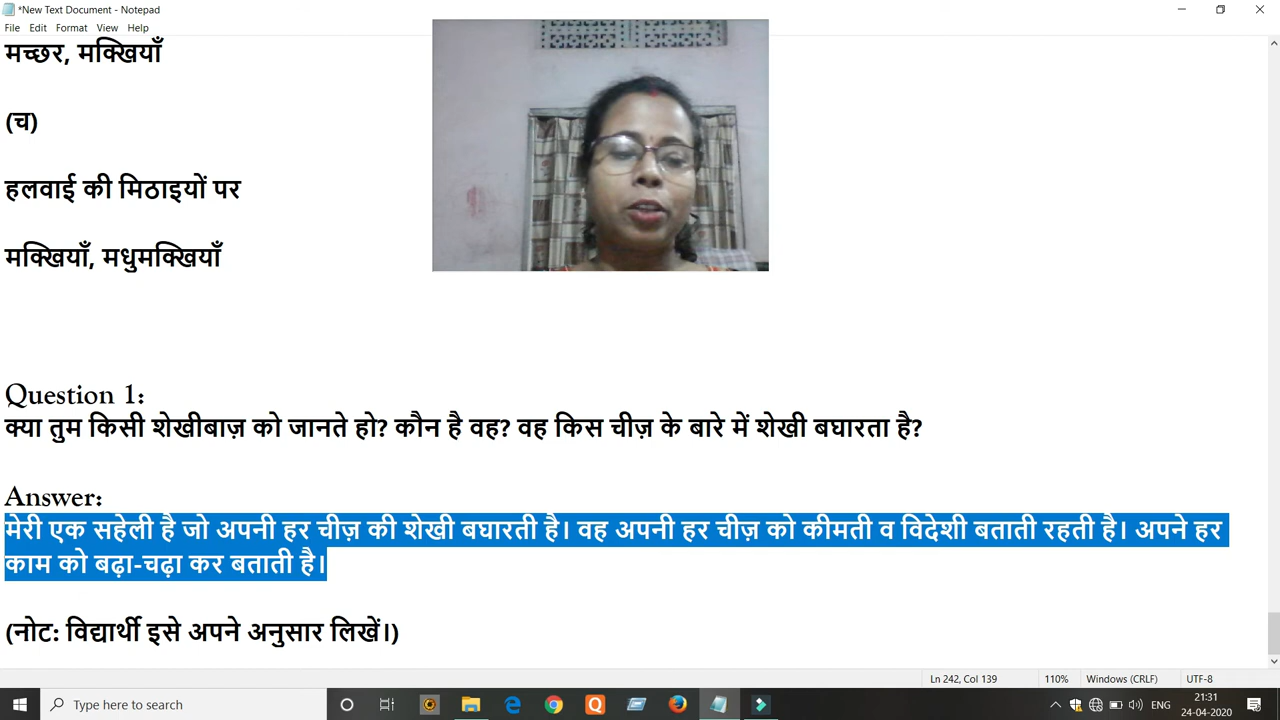 *New Text Document - Notepad
File Edit Format View Help
मच्छर, मक्खियाँ
(च)
हलवाई की मिठाइयों पर
मक्खियाँ, मधुमक्खियाँ
Question 1:
क्या तुम किसी शेखीबाज़ को जानते हो? कौन है वह? वह किस चीज़ के बारे में शेखी बघारता है?
Answer:
मेरी एक सहेली है जो अपनी हर चीज़ की शेखी बघारती है। वह अपनी हर चीज़ को कीमती व विदेशी बताती रहती है। अपने हर
काम को बढ़ा-चढ़ा कर बताती है।
(नोट: विद्यार्थी इसे अपने अनुसार लिखें।)
Ln 242, Col 139 110% Windows (CRLF) UTF-8
Type here to search
ENG
21:31
24-04-2020